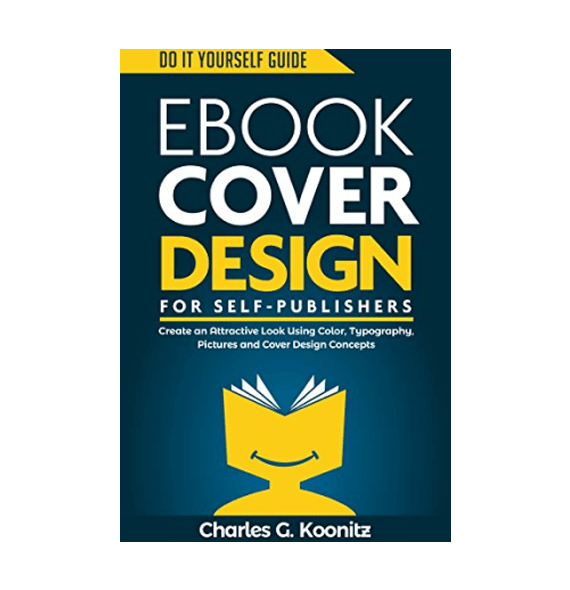 DO IT YOURSELF GUIDE
EBOOK
COVER
DESIGN
FOR SELF-PUBLISHERS
Create an Attractive Look Using Color, Typography,
Pictures and Cover Design Concepts
Charles G. Koonitz